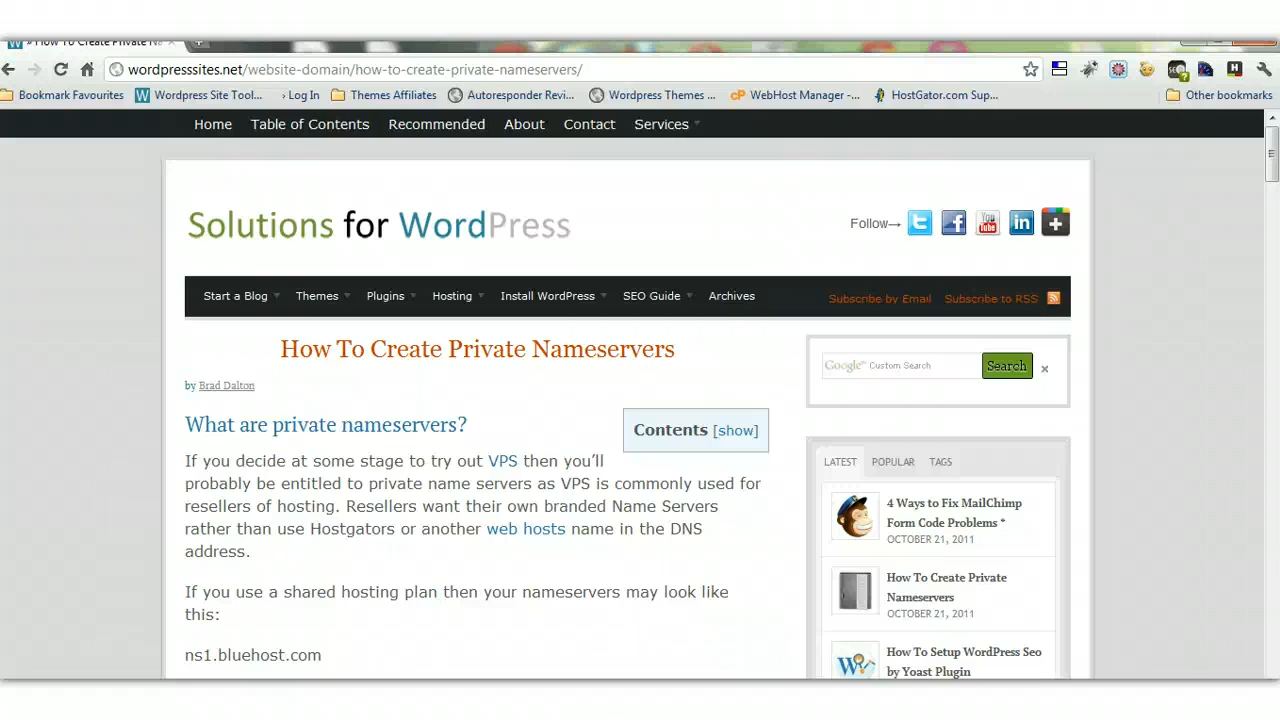 How To Create Private Na
wordpresssites.net/website-domain/how-to-create-private-nameservers/
Bookmark Favourites Wordpress Site Tool... › Log In Themes Affiliates Autoresponder Revi... Wordpress Themes ... WebHost Manager -... HostGator.com Sup... Other bookmarks
Home Table of Contents Recommended About Contact Services
Solutions for WordPress
Follow→
Start a Blog Themes Plugins Hosting Install WordPress SEO Guide Archives Subscribe by Email Subscribe to RSS
How To Create Private Nameservers
by Brad Dalton
What are private nameservers?
Contents [show]
If you decide at some stage to try out VPS then you’ll
probably be entitled to private name servers as VPS is commonly used for
resellers of hosting. Resellers want their own branded Name Servers
rather than use Hostgators or another web hosts name in the DNS
address.
If you use a shared hosting plan then your nameservers may look like
this:
ns1.bluehost.com
Google™ Custom Search Search ×
LATEST POPULAR TAGS
4 Ways to Fix MailChimp
Form Code Problems *
OCTOBER 21, 2011
How To Create Private
Nameservers
OCTOBER 21, 2011
How To Setup WordPress Seo
by Yoast Plugin